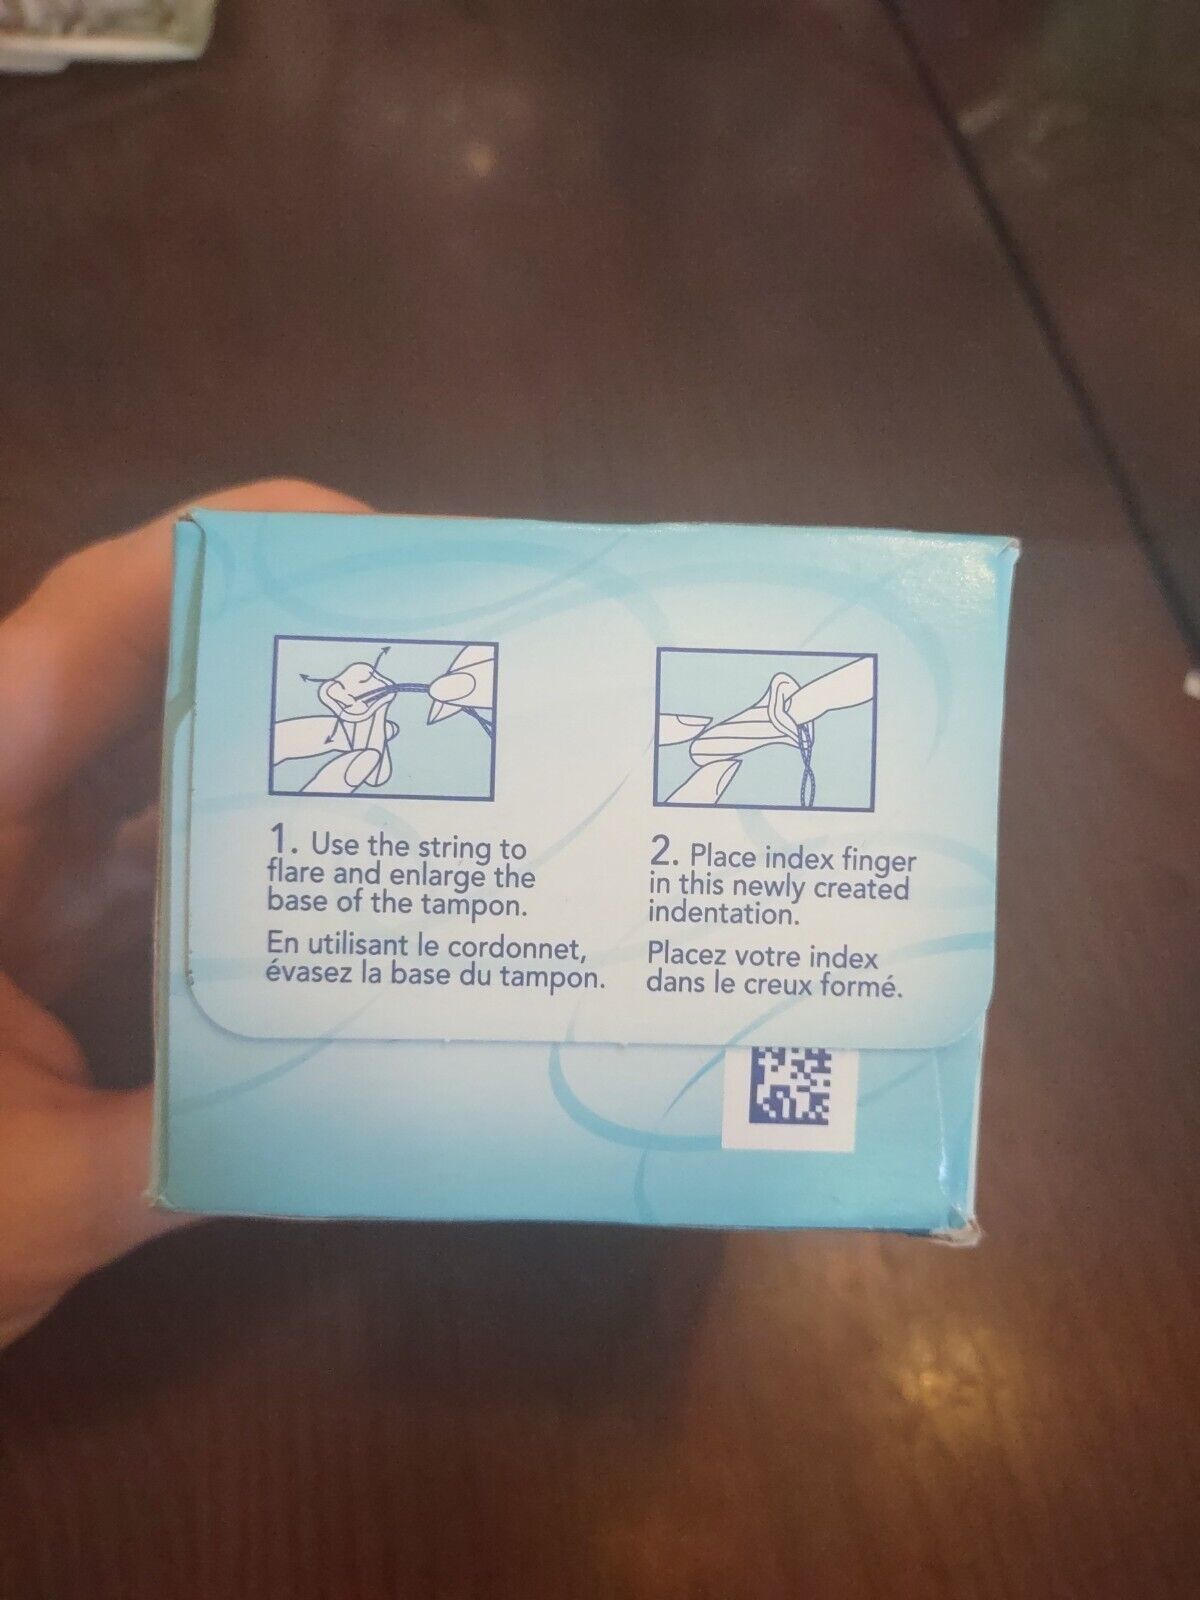 1. Use the string to
flare and enlarge the
base of the tampon.
En utilisant le cordonnet,
évasez la base du tampon.
2. Place index finger
in this newly created
indentation.
Placez votre index
dans le creux formé.